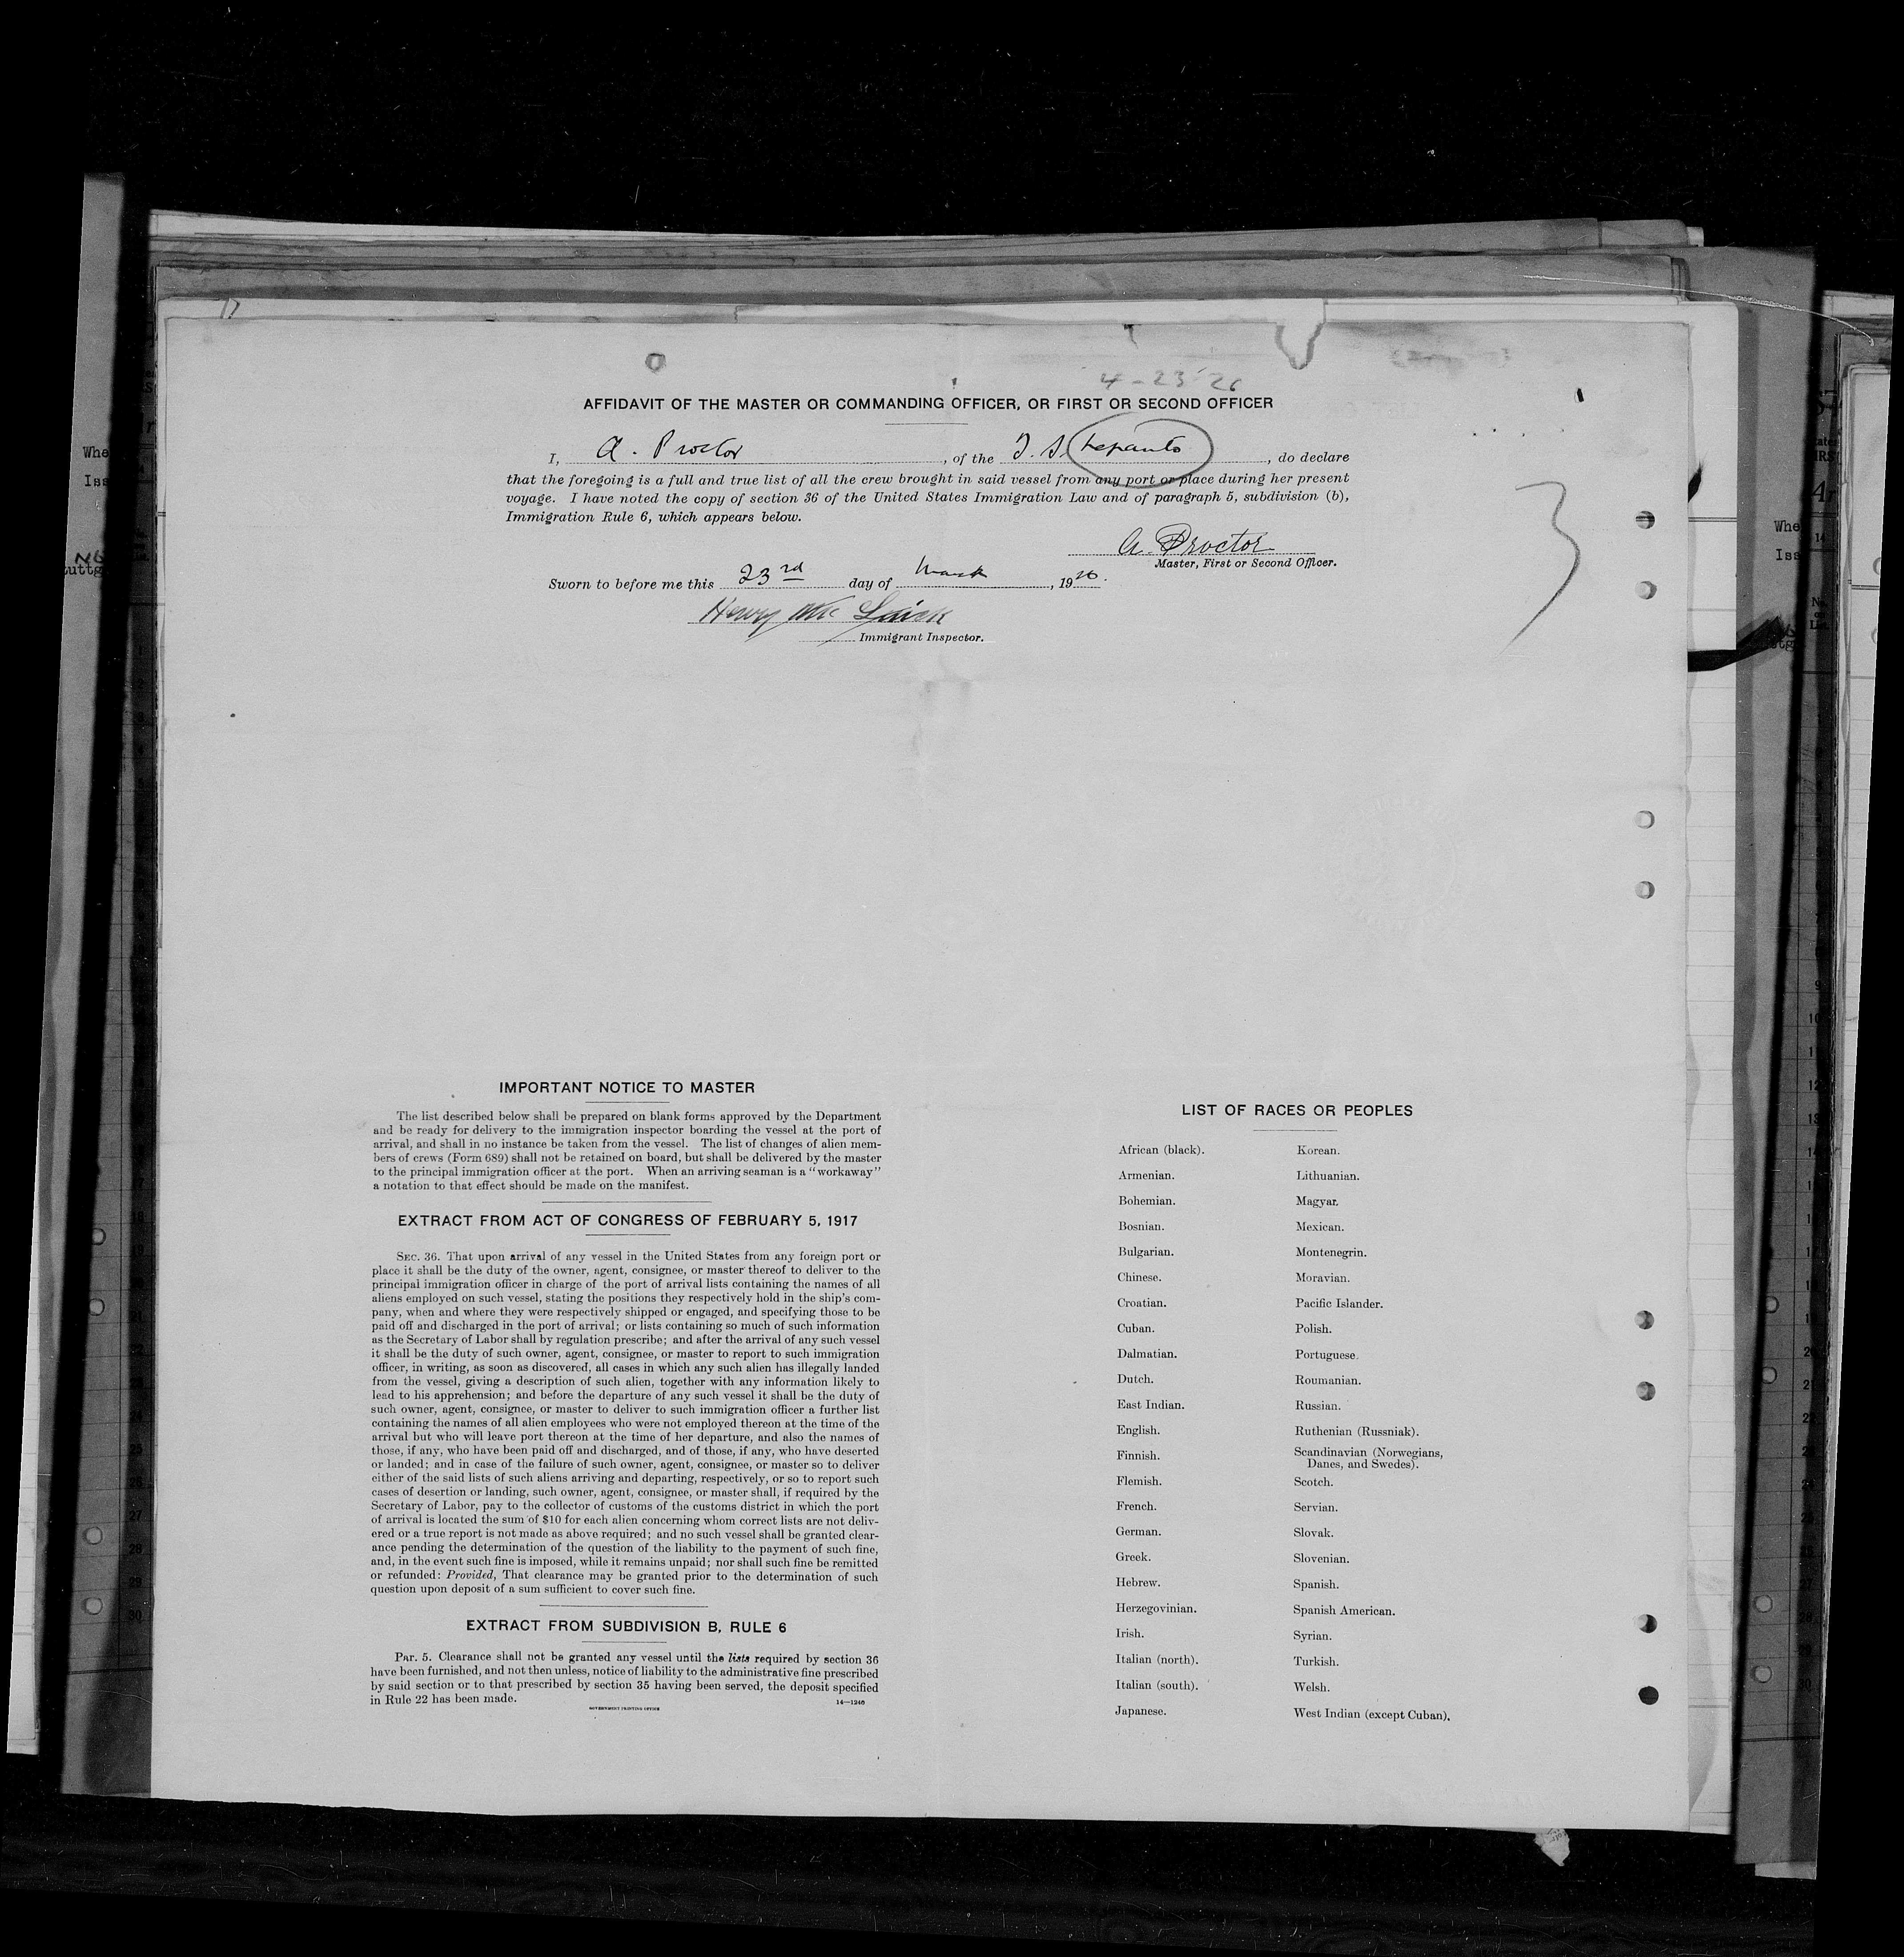 4-23-26
AFFIDAVIT OF THE MASTER OR COMMANDING OFFICER, OR FIRST OR SECOND OFFICER
I, A. Proctor, of the S. S. Lepanto, do declare
that the foregoing is a full and true list of all the crew brought in said vessel from any port or place during her present
voyage. I have noted the copy of section 36 of the United States Immigration Law and of paragraph 5, subdivision (b),
Immigration Rule 6, which appears below.
A. Proctor
Master, First or Second Officer.
Sworn to before me this 23rd day of March, 1926.
Henry Mc
Immigrant Inspector.
IMPORTANT NOTICE TO MASTER
The list described below shall be prepared on blank forms approved by the Department
and be ready for delivery to the immigration inspector boarding the vessel at the port of
arrival, and shall in no instance be taken from the vessel. The list of changes of alien mem-
bers of crews (Form 689) shall not be retained on board, but shall be delivered by the master
to the principal immigration officer at the port. When an arriving seaman is a "workaway"
a notation to that effect should be made on the manifest.
EXTRACT FROM ACT OF CONGRESS OF FEBRUARY 5, 1917
SEC. 36. That upon arrival of any vessel in the United States from any foreign port or
place it shall be the duty of the owner, agent, consignee, or master thereof to deliver to the
principal immigration officer in charge of the port of arrival lists containing the names of all
aliens employed on such vessel, stating the positions they respectively hold in the ship's com-
pany, when and where they were respectively shipped or engaged, and specifying those to be
paid off and discharged in the port of arrival; or lists containing so much of such information
as the Secretary of Labor shall by regulation prescribe; and after the arrival of any such vessel
it shall be the duty of such owner, agent, consignee, or master to report to such immigration
officer, in writing, as soon as discovered, all cases in which any such alien has illegally landed
from the vessel, giving a description of such alien, together with any information likely to
lead to his apprehension; and before the departure of any such vessel it shall be the duty of
such owner, agent, consignee, or master to deliver to such immigration officer a further list
containing the names of all alien employees who were not employed thereon at the time of the
arrival but who will leave port thereon at the time of her departure, and also the names of
those, if any, who have been paid off and discharged, and of those, if any, who have deserted
or landed; and in case of the failure of such owner, agent, consignee, or master so to deliver
either of the said lists of such aliens arriving and departing, respectively, or so to report such
cases of desertion or landing, such owner, agent, consignee, or master shall, if required by the
Secretary of Labor, pay to the collector of customs of the customs district in which the port
of arrival is located the sum of $10 for each alien concerning whom correct lists are not deliv-
ered or a true report is not made as above required; and no such vessel shall be granted clear-
ance pending the determination of the question of the liability to the payment of such fine,
and, in the event such fine is imposed, while it remains unpaid; nor shall such fine be remitted
or refunded: Provided, That clearance may be granted prior to the determination of such
question upon deposit of a sum sufficient to cover such fine.
EXTRACT FROM SUBDIVISION B, RULE 6
Par. 5. Clearance shall not be granted any vessel until the lists required by section 36
have been furnished, and not then unless, notice of liability to the administrative fine prescribed
by said section or to that prescribed by section 35 having been served, the deposit specified
in Rule 22 has been made.
14—1240
GOVERNMENT PRINTING OFFICE
LIST OF RACES OR PEOPLES
African (black).
Armenian.
Bohemian.
Bosnian.
Bulgarian.
Chinese.
Croatian.
Cuban.
Dalmatian.
Dutch.
East Indian.
English.
Finnish.
Flemish.
French.
German.
Greek.
Hebrew.
Herzegovinian.
Irish.
Italian (north).
Italian (south).
Japanese.
Korean.
Lithuanian.
Magyar.
Mexican.
Montenegrin.
Moravian.
Pacific Islander.
Polish.
Portuguese.
Roumanian.
Russian.
Ruthenian (Russniak).
Scandinavian (Norwegians,
Danes, and Swedes).
Scotch.
Servian.
Slovak.
Slovenian.
Spanish.
Spanish American.
Syrian.
Turkish.
Welsh.
West Indian (except Cuban).